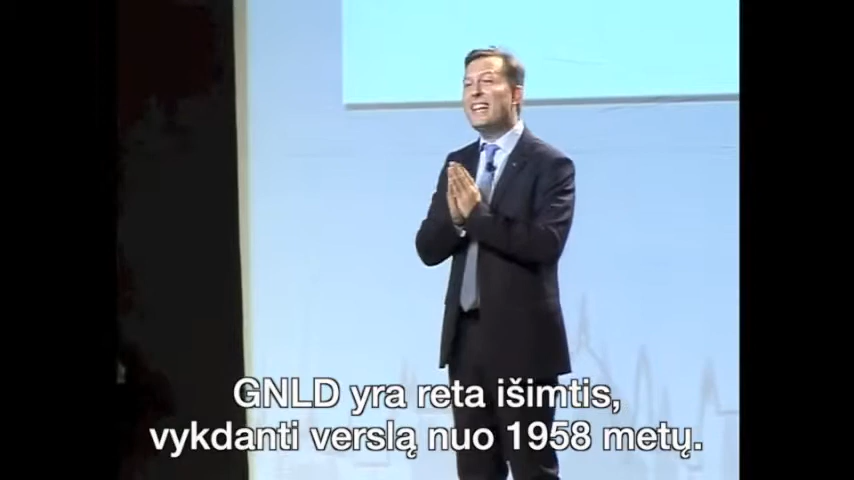 GNLD yra reta išimtis,
vykdanti verslą nuo 1958 metų.